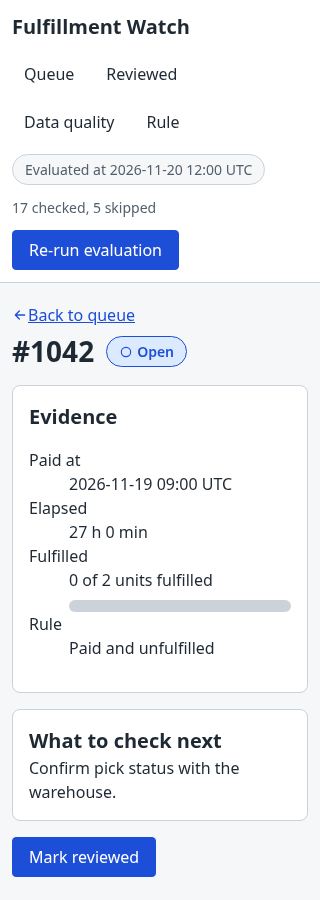 Fulfillment Watch
Queue Reviewed
Data quality Rule
Evaluated at 2026-11-20 12:00 UTC
17 checked, 5 skipped
Re-run evaluation
← Back to queue
#1042 Open
Evidence
Paid at
2026-11-19 09:00 UTC
Elapsed
27 h 0 min
Fulfilled
0 of 2 units fulfilled
Rule
Paid and unfulfilled
What to check next
Confirm pick status with the
warehouse.
Mark reviewed